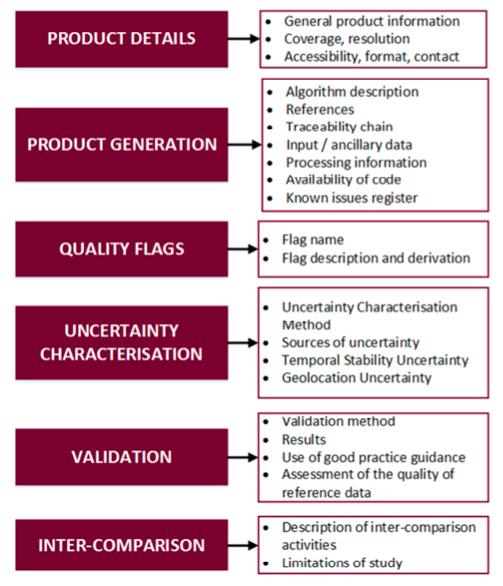 PRODUCT DETAILS
• General product information
• Coverage, resolution
• Accessibility, format, contact
PRODUCT GENERATION
• Algorithm description
• References
• Traceability chain
• Input / ancillary data
• Processing information
• Availability of code
• Known issues register
QUALITY FLAGS
• Flag name
• Flag description and derivation
UNCERTAINTY
CHARACTERISATION
• Uncertainty Characterisation
Method
• Sources of uncertainty
• Temporal Stability Uncertainty
• Geolocation Uncertainty
VALIDATION
• Validation method
• Results
• Use of good practice guidance
• Assessment of the quality of
reference data
INTER-COMPARISON
• Description of inter-comparison
activities
• Limitations of study